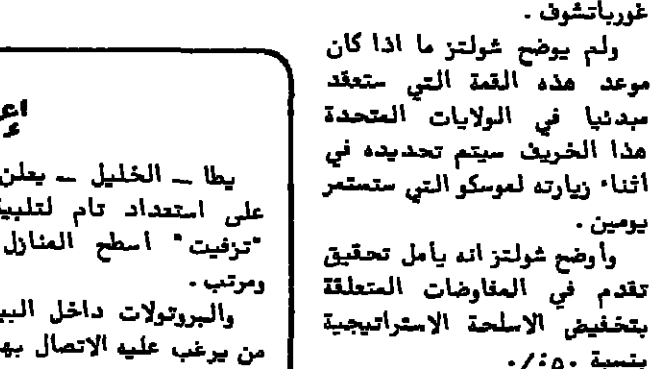 غورباتشوف .
ولم يوضح شولتز ما اذا كان
موعد هذه القمة التي ستعقد
مبدئيا في الولايات المتحدة
هذا الخريف سيتم تحديده في
أثناء زيارته لموسكو التي ستستمر
يومين .
وأوضح شولتز انه يأمل تحقيق
تقدم في المفاوضات المتعلقة
بتخفيض الاسلحة الاستراتيجية
بنسبة ٥٠٪ .
يطا ــ الخليل ــ يعلن
على استعداد تام لتلبية
"تزفيت" أسطح المنازل
ومرتب .
والبروتولات داخل
من يرغب عليه الاتصال